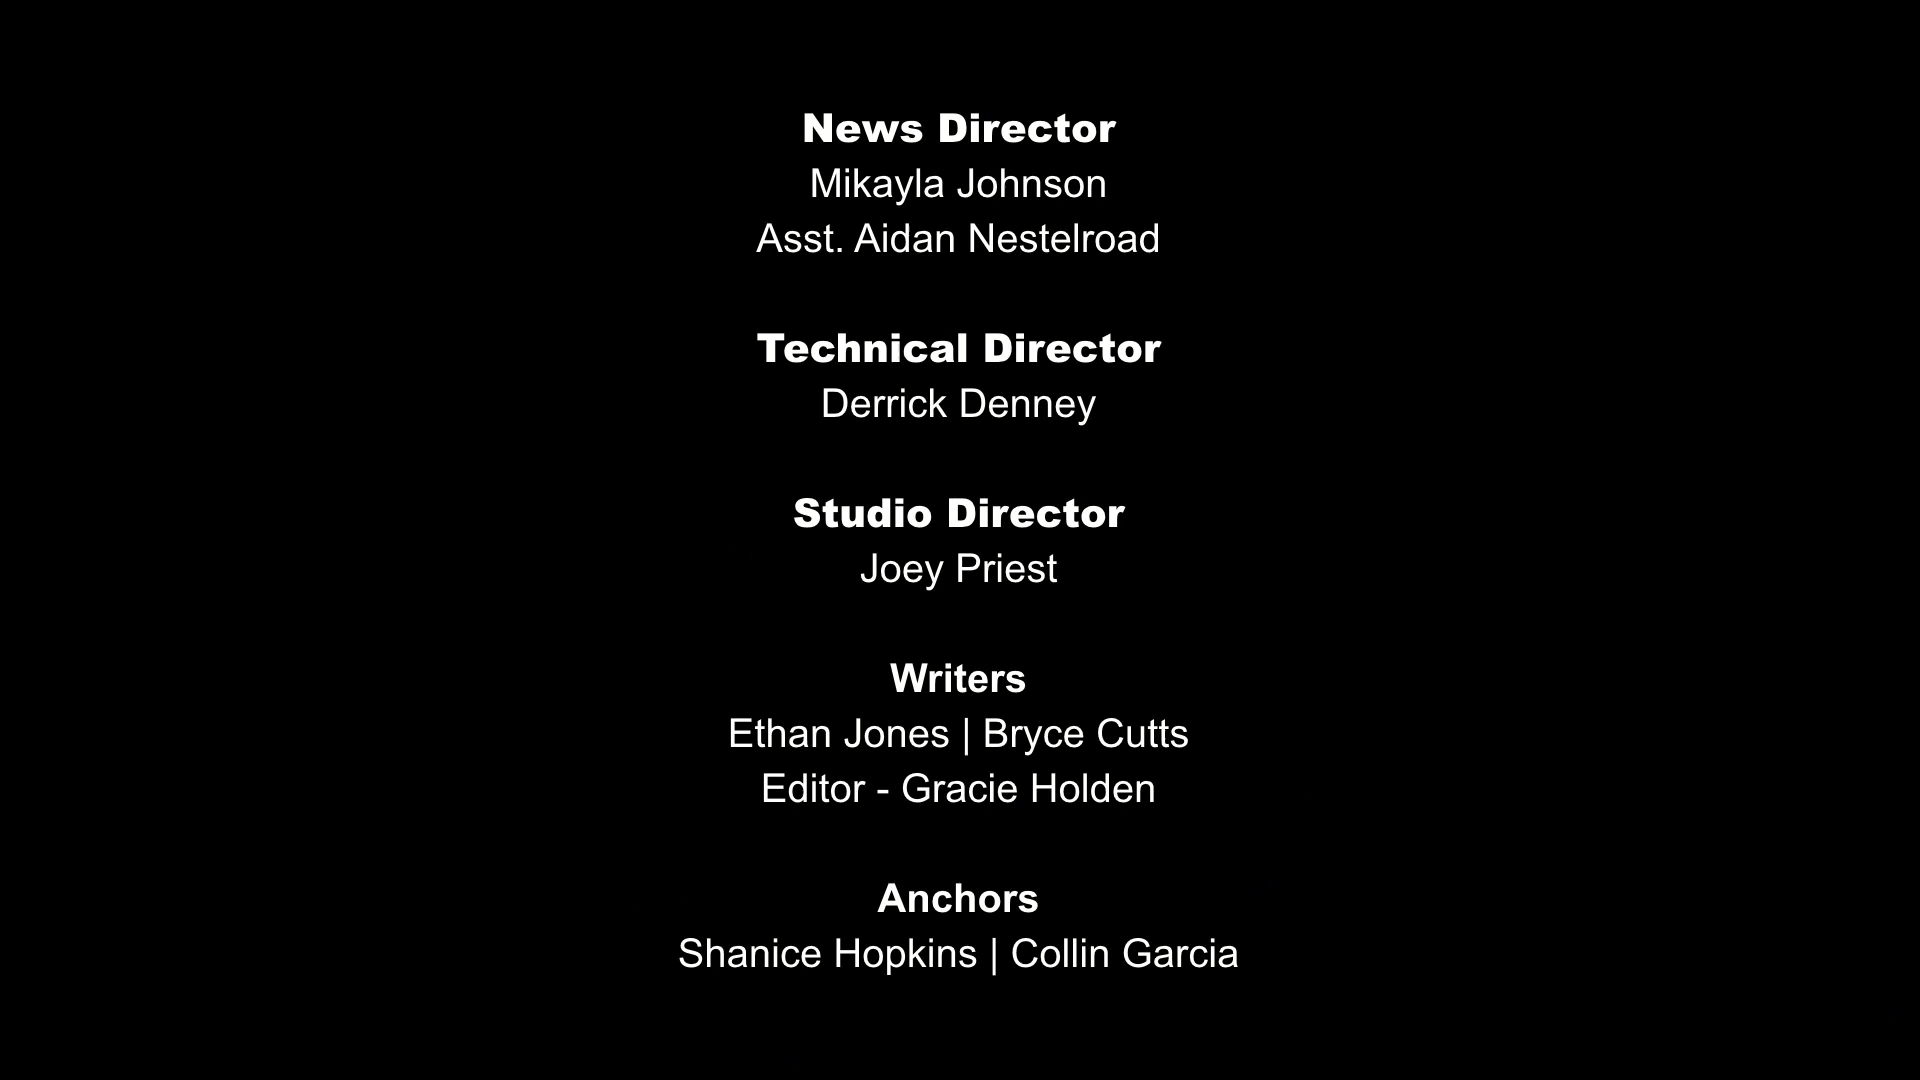 News Director
Mikayla Johnson
Asst. Aidan Nestelroad
Technical Director
Derrick Denney
Studio Director
Joey Priest
Writers
Ethan Jones | Bryce Cutts
Editor - Gracie Holden
Anchors
Shanice Hopkins | Collin Garcia